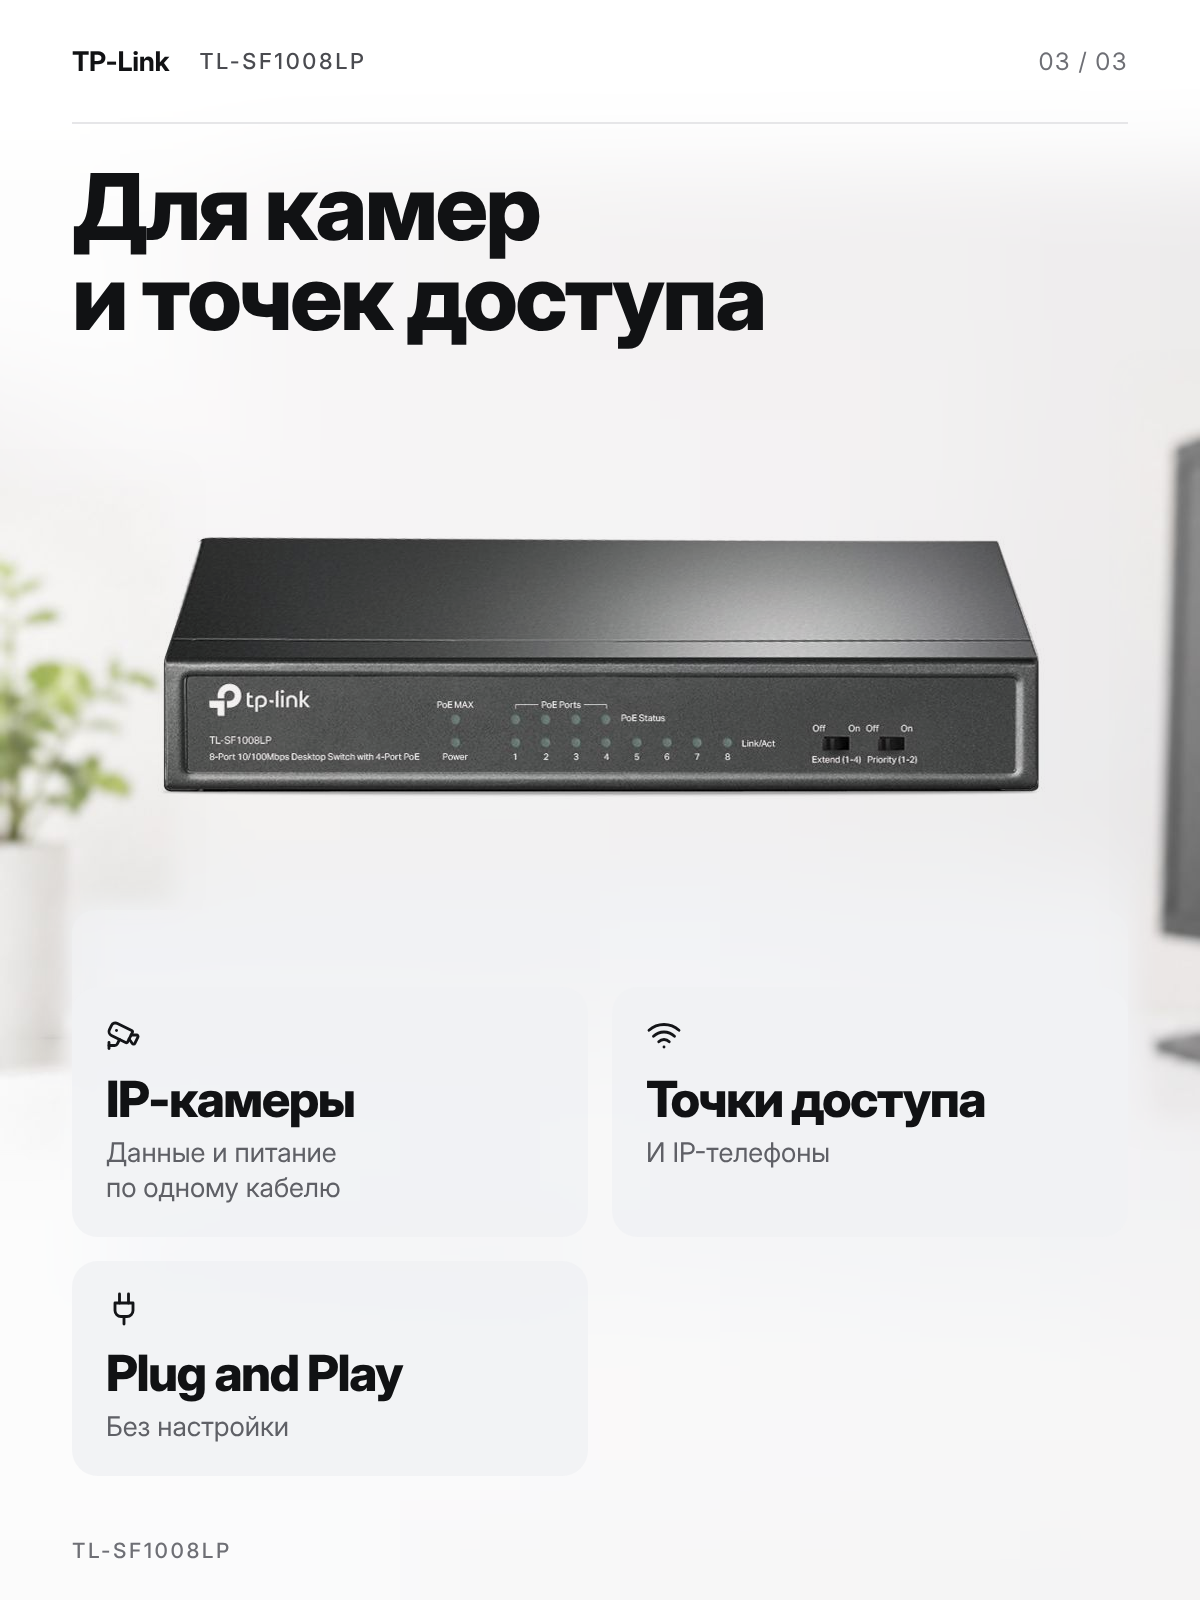 TP-Link TL-SF1008LP 03 / 03
Для камер
и точек доступа
tp-link
PoE MAX PoE Ports PoE Status
TL-SF1008LP
8-Port 10/100Mbps Desktop Switch with 4-Port PoE
Power 1 2 3 4 5 6 7 8 Link/Act
Off On Off On
Extend (1-4) Priority (1-2)
IP-камеры
Данные и питание
по одному кабелю
Точки доступа
И IP-телефоны
Plug and Play
Без настройки
TL-SF1008LP